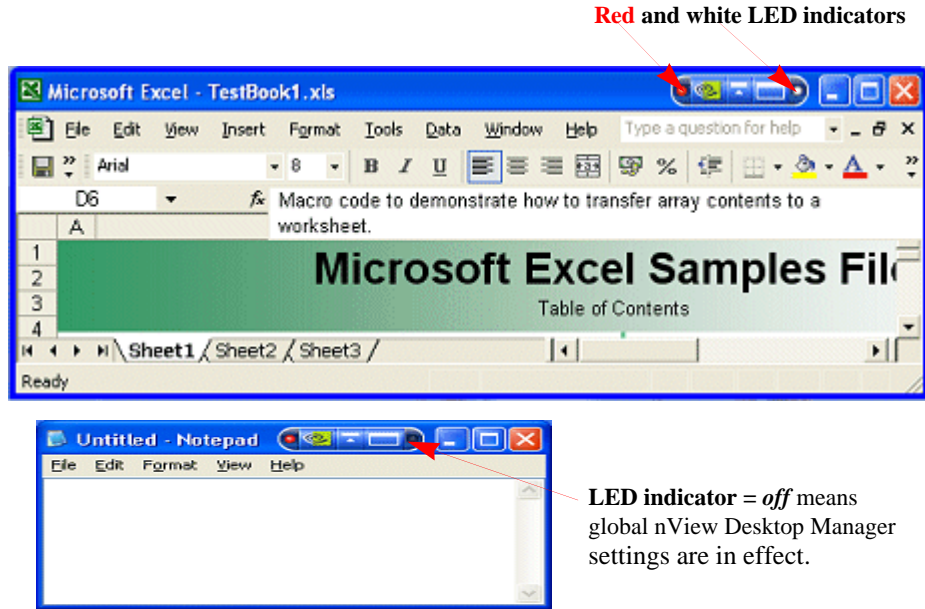 Red and white LED indicators
Microsoft Excel - TestBook1.xls
File Edit View Insert Format Tools Data Window Help Type a question for help
Arial 8 B I U %
D6 fx Macro code to demonstrate how to transfer array contents to a
worksheet.
A
1
2
3
4
Microsoft Excel Samples File
Table of Contents
Sheet1 Sheet2 Sheet3
Ready
Untitled - Notepad
File Edit Format View Help
LED indicator = off means
global nView Desktop Manager
settings are in effect.